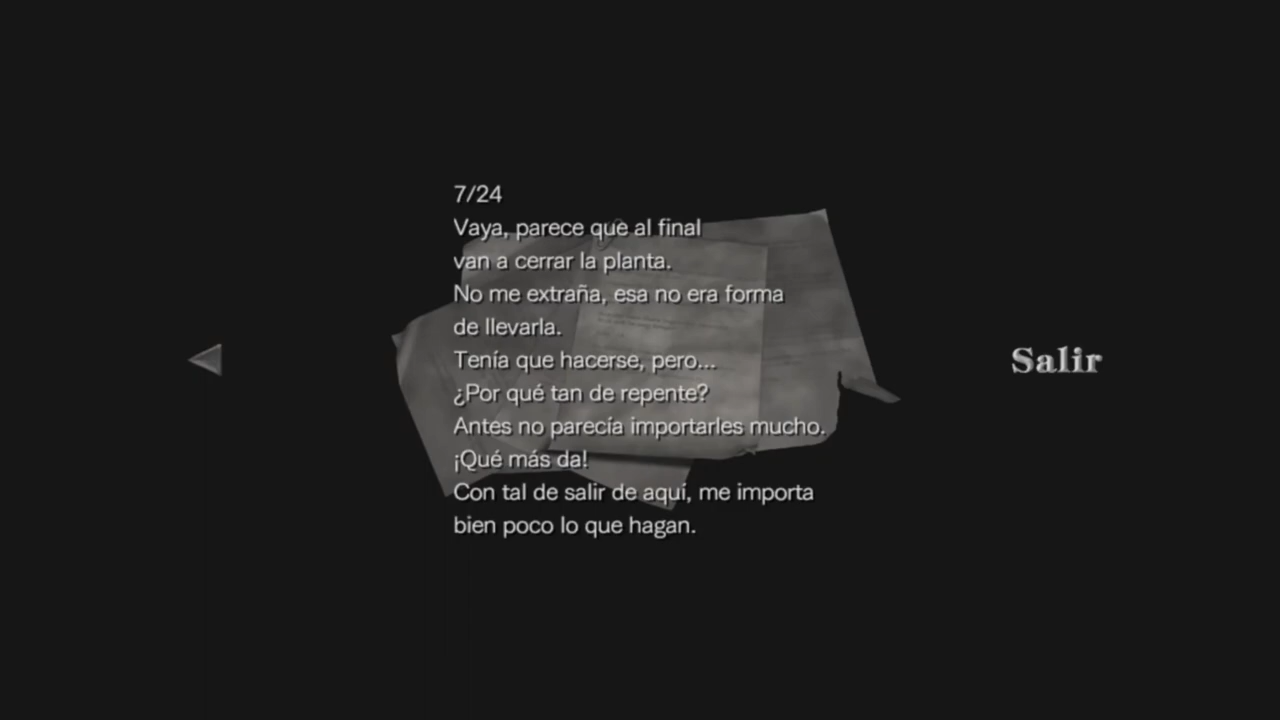 7/24
Vaya, parece que al final
van a cerrar la planta.
No me extraña, esa no era forma
de llevarla.
Tenía que hacerse, pero...
¿Por qué tan de repente?
Antes no parecía importarles mucho.
¡Qué más da!
Con tal de salir de aquí, me importa
bien poco lo que hagan.
Salir